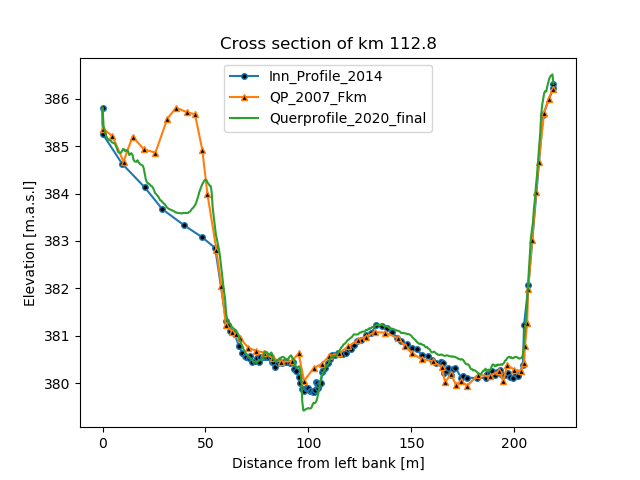 Cross section of km 112.8
Inn_Profile_2014
QP_2007_Fkm
Querprofile_2020_final
386
385
384
383
382
381
380
Elevation [m.a.s.l]
0 50 100 150 200
Distance from left bank [m]